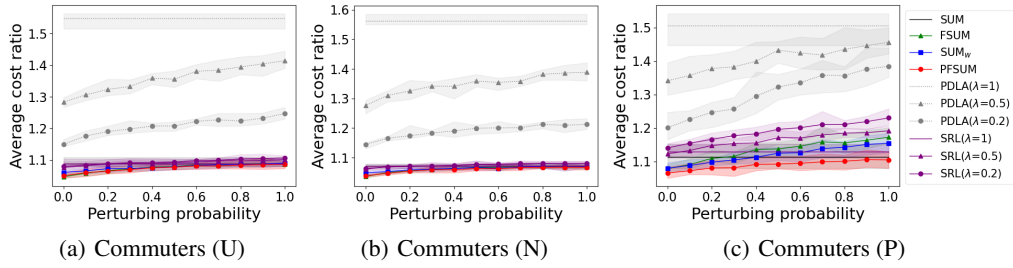 Average cost ratio
1.5
1.4
1.3
1.2
1.1
0.0 0.2 0.4 0.6 0.8 1.0
Perturbing probability
(a) Commuters (U)
Average cost ratio
1.6
1.5
1.4
1.3
1.2
1.1
0.0 0.2 0.4 0.6 0.8 1.0
Perturbing probability
(b) Commuters (N)
Average cost ratio
1.5
1.4
1.3
1.2
1.1
0.0 0.2 0.4 0.6 0.8 1.0
Perturbing probability
(c) Commuters (P)
SUM
FSUM
SUMw
PFSUM
PDLA(λ=1)
PDLA(λ=0.5)
PDLA(λ=0.2)
SRL(λ=1)
SRL(λ=0.5)
SRL(λ=0.2)